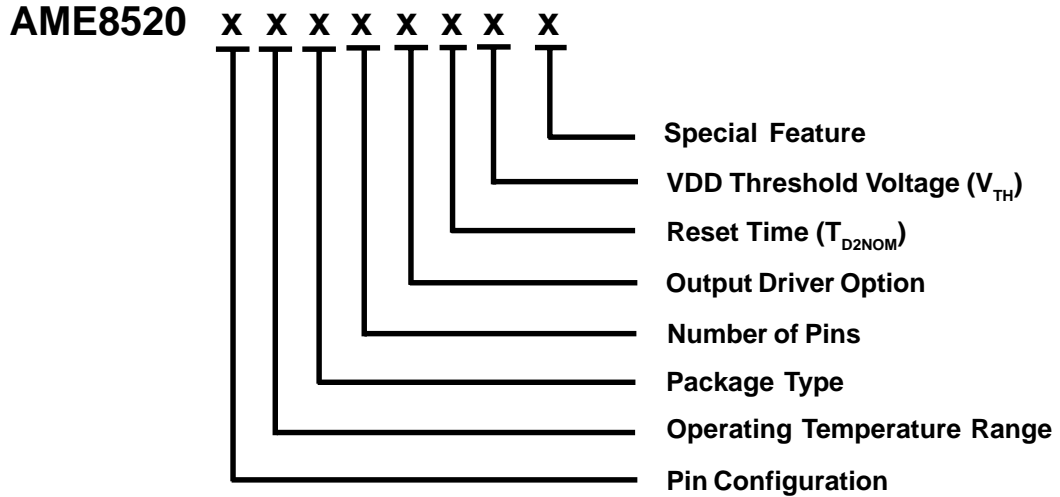 AME8520 x x x x x x x x
Special Feature
VDD Threshold Voltage (VTH)
Reset Time (TD2NOM)
Output Driver Option
Number of Pins
Package Type
Operating Temperature Range
Pin Configuration